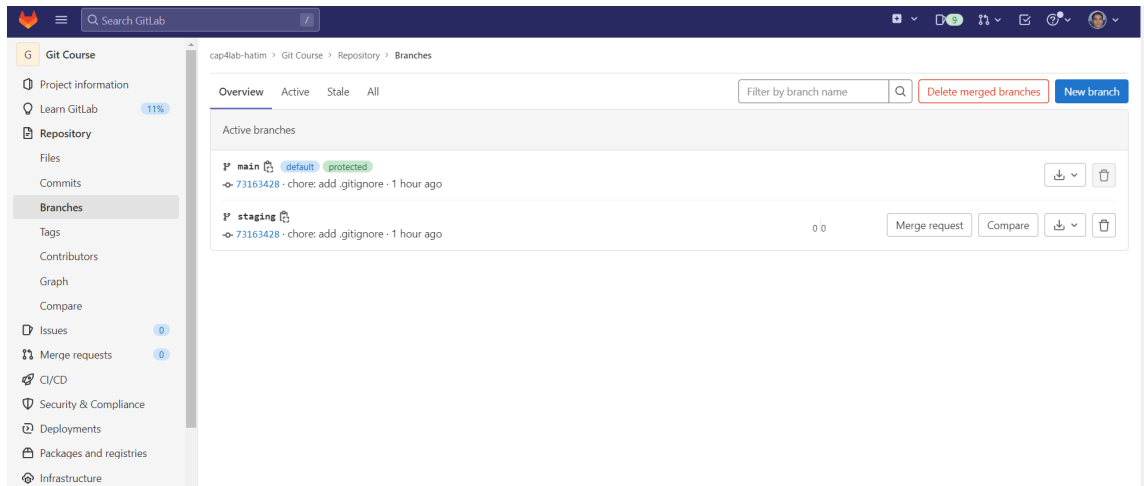 Search GitLab /
9
G Git Course
Project information
Learn GitLab 11%
Repository
Files
Commits
Branches
Tags
Contributors
Graph
Compare
Issues 0
Merge requests 0
CI/CD
Security & Compliance
Deployments
Packages and registries
Infrastructure
cap4lab-hatim > Git Course > Repository > Branches
Overview Active Stale All Filter by branch name Delete merged branches New branch
Active branches
main default protected
73163428 · chore: add .gitignore · 1 hour ago
staging
73163428 · chore: add .gitignore · 1 hour ago
0 0 Merge request Compare